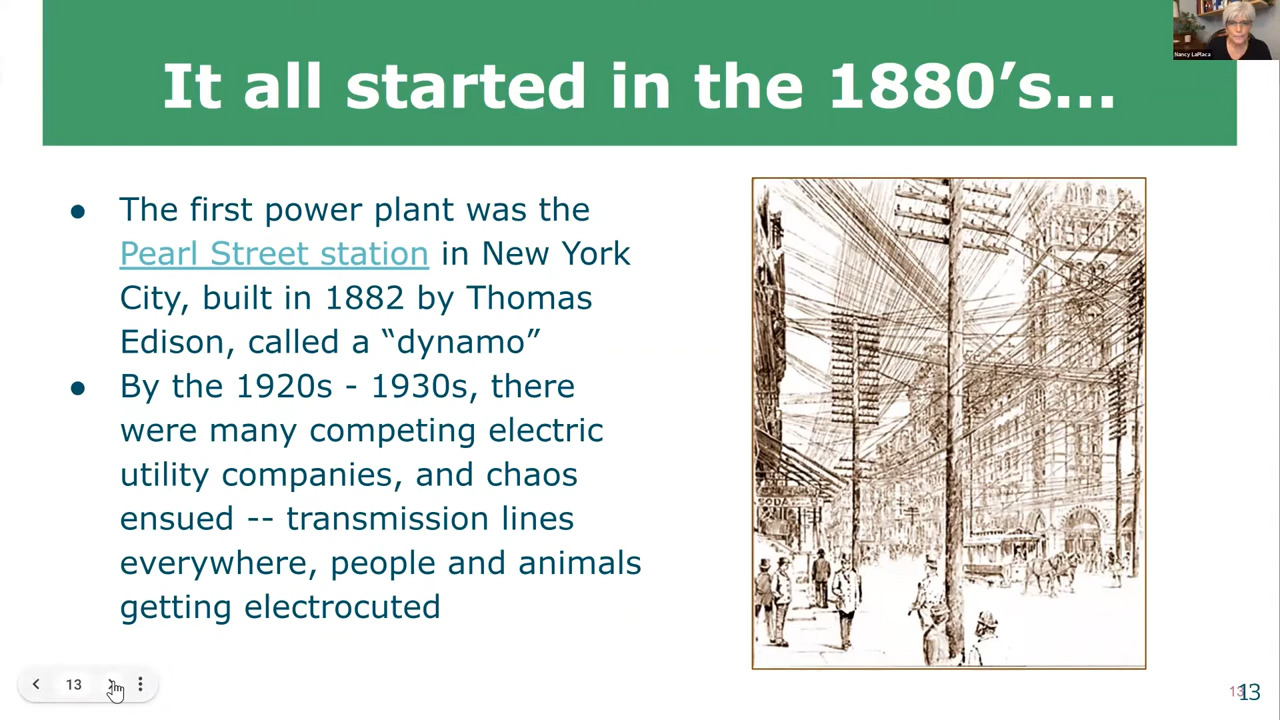 It all started in the 1880’s...
Nancy LaPlaca
● The first power plant was the
Pearl Street station in New York
City, built in 1882 by Thomas
Edison, called a “dynamo”
● By the 1920s - 1930s, there
were many competing electric
utility companies, and chaos
ensued -- transmission lines
everywhere, people and animals
getting electrocuted
SODA
13
13
13